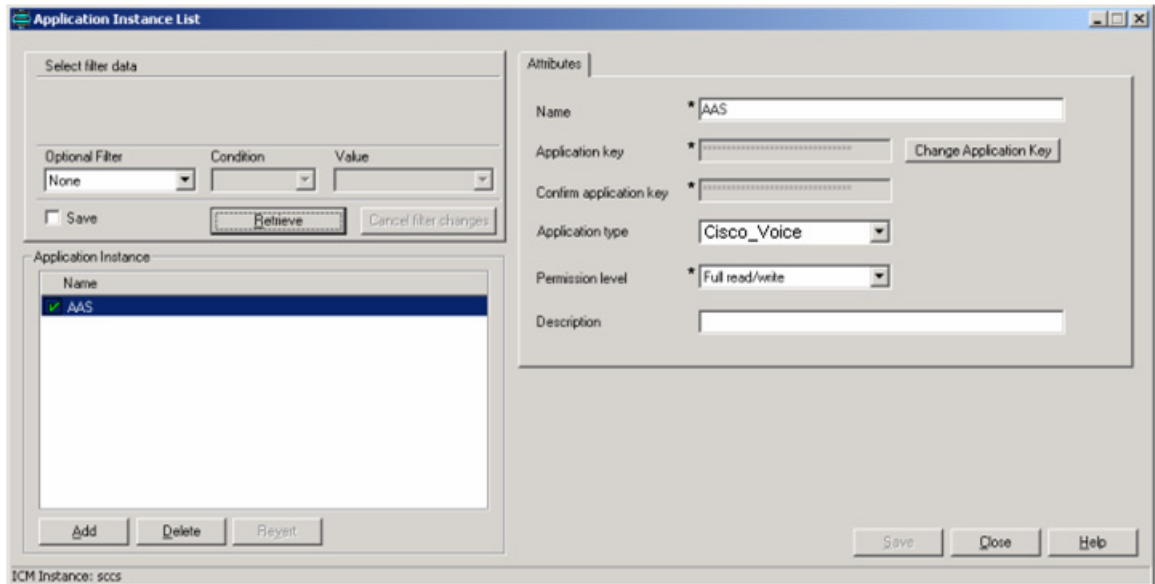 Application Instance List
Select filter data
Optional Filter Condition Value
None
Save Retrieve Cancel filter changes
Application Instance
Name
AAS
Add Delete Revert
Attributes
Name * AAS
Application key * ****************************** Change Application Key
Confirm application key * ******************************
Application type Cisco_Voice
Permission level * Full read/write
Description
Save Close Help
ICM Instance: sccs